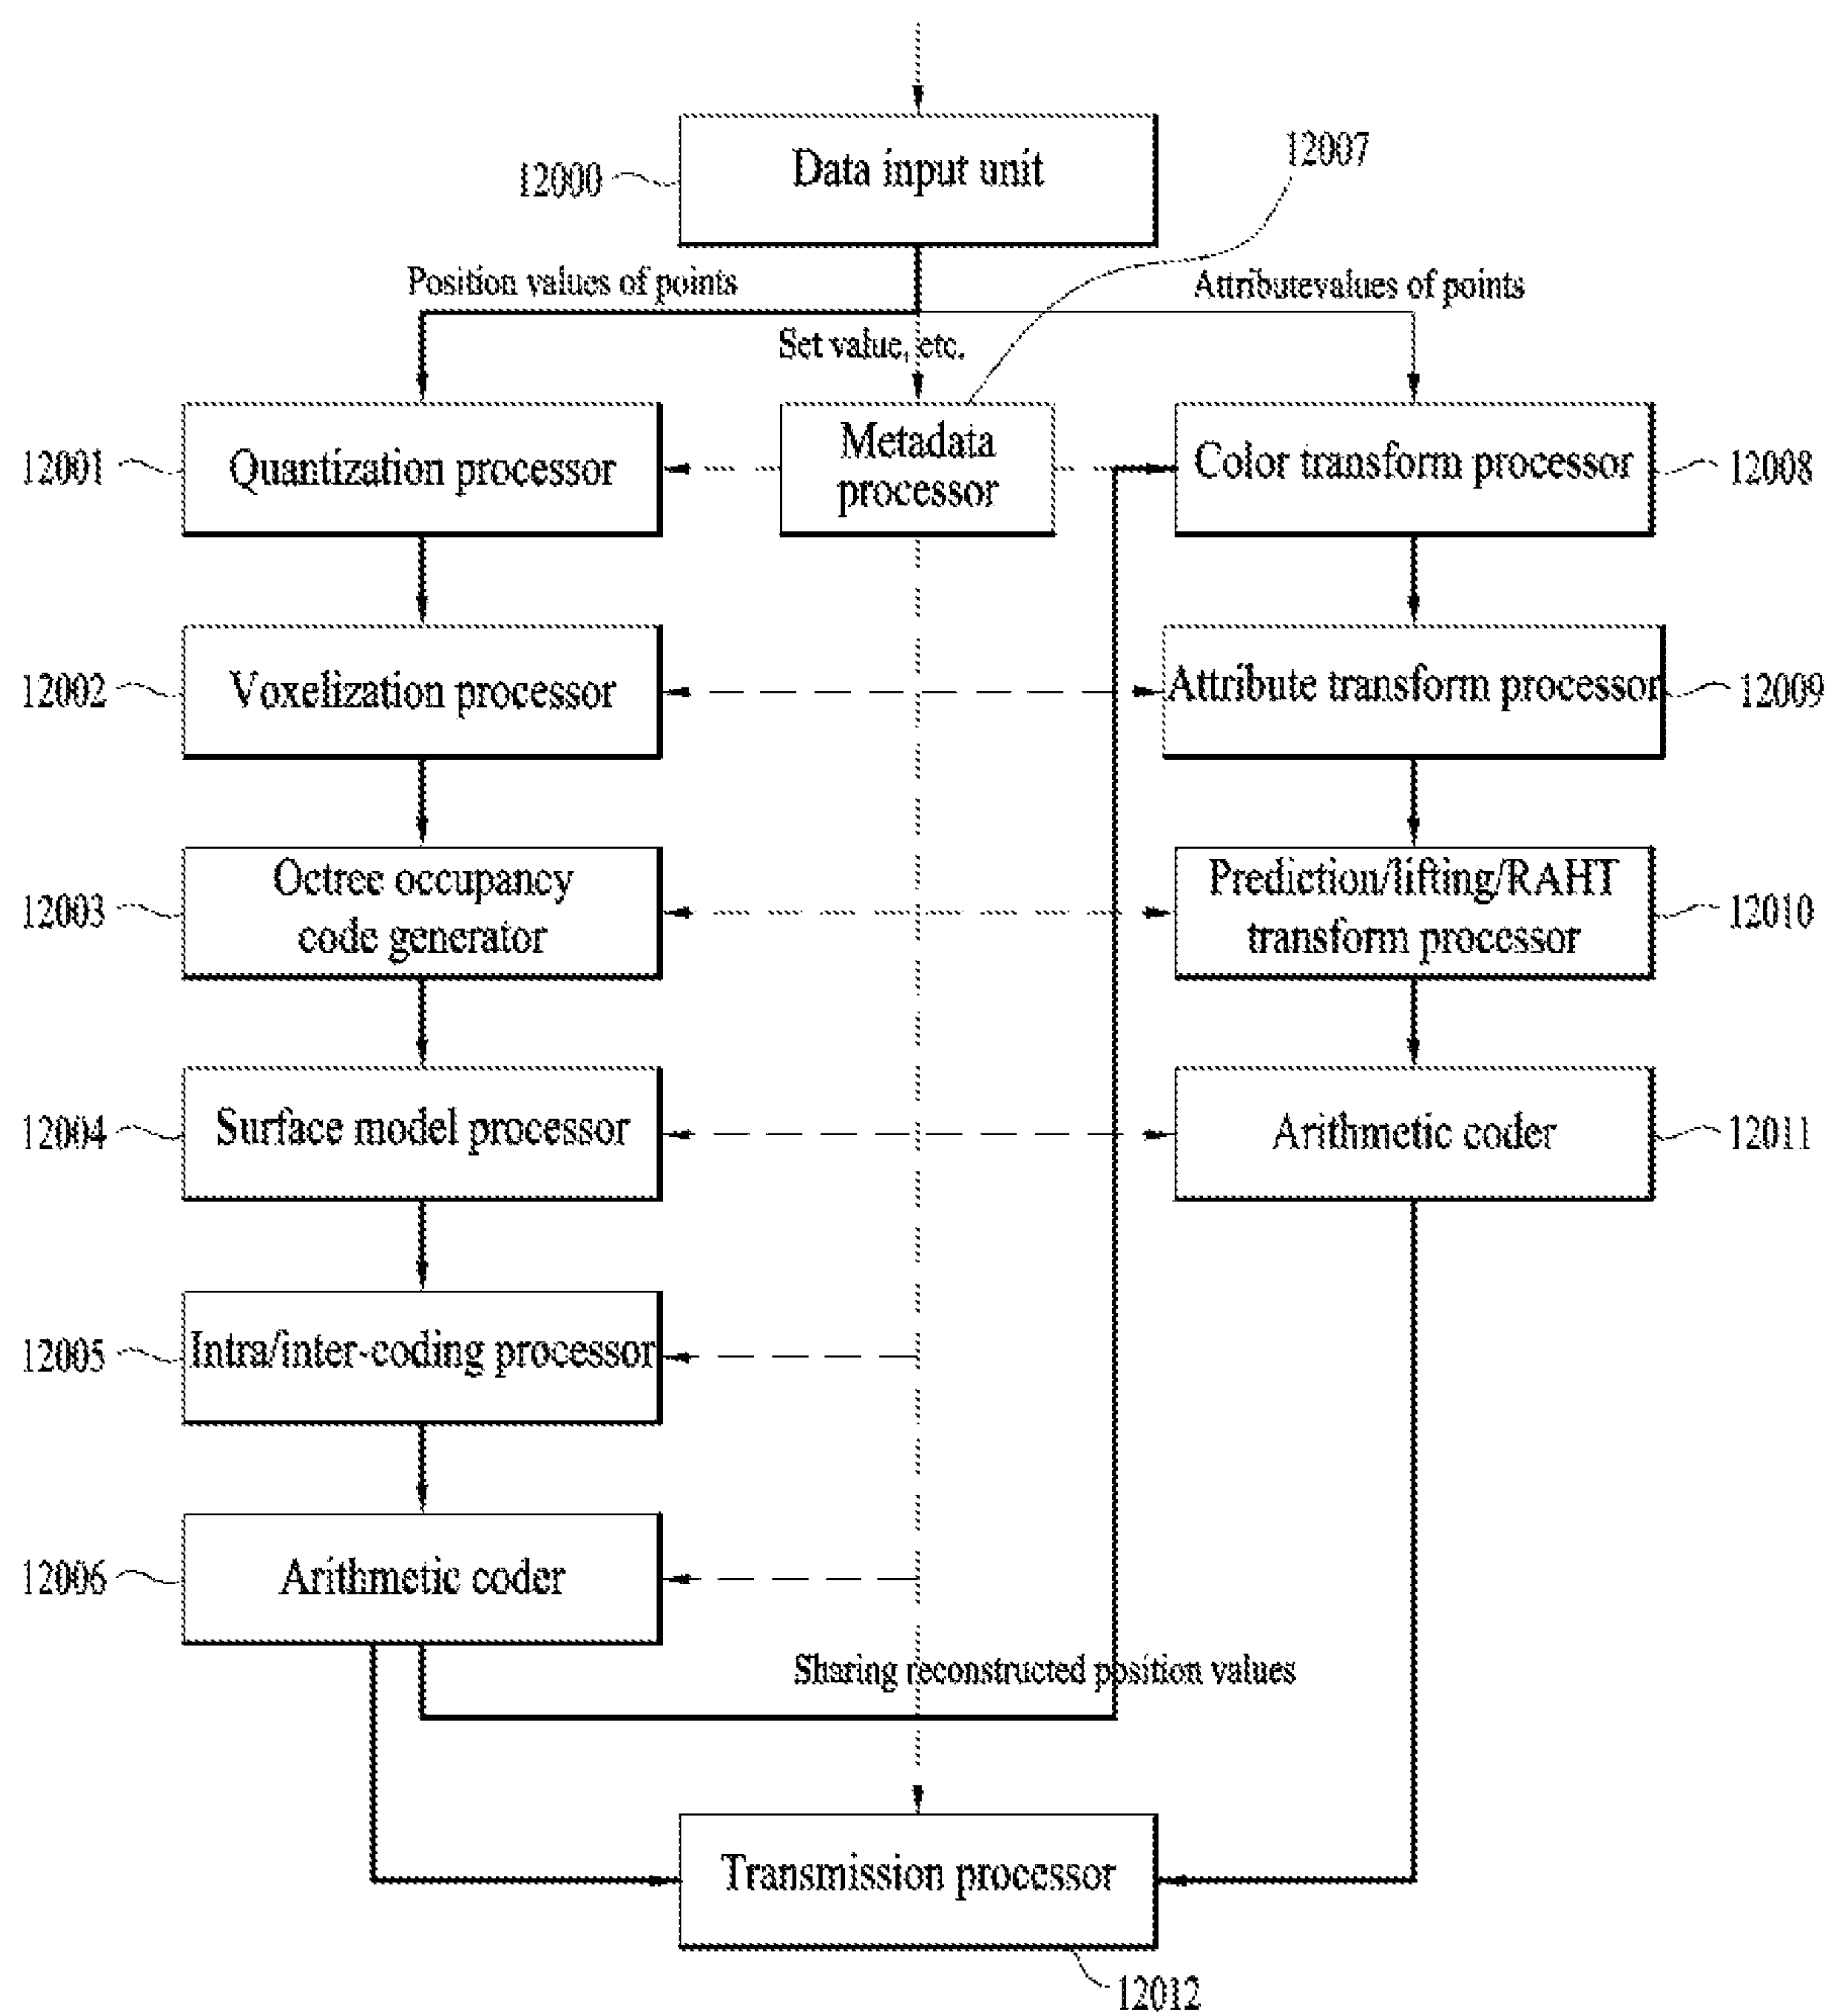 Data input unit
12000
12007
Position values of points
Attributevalues of points
Set value, etc.
12001
Quantization processor
Metadata
processor
Color transform processor
12008
12002
Voxelization processor
Attribute transform processor
12009
12003
Octree occupancy
code generator
Prediction/lifting/RAHT
transform processor
12010
12004
Surface model processor
Arithmetic coder
12011
12005
Intra/inter-coding processor
12006
Arithmetic coder
Sharing reconstructed position values
Transmission processor
12012